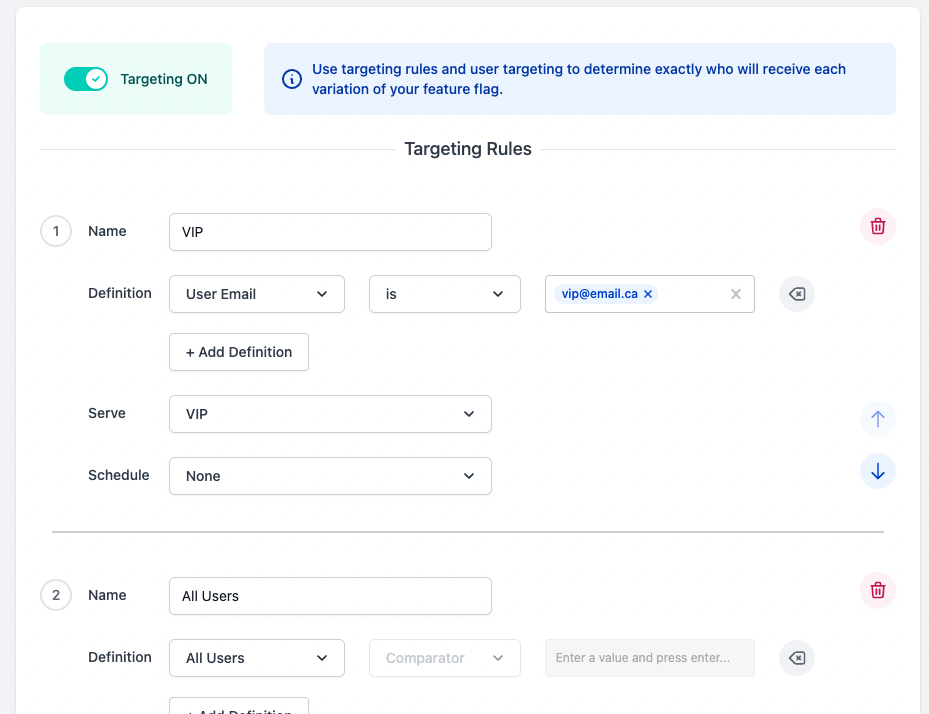 Targeting ON
Use targeting rules and user targeting to determine exactly who will receive each
variation of your feature flag.
Targeting Rules
1
Name
VIP
Definition
User Email
is
vip@email.ca
+ Add Definition
Serve
VIP
Schedule
None
2
Name
All Users
Definition
All Users
Comparator
Enter a value and press enter...
+ Add Definition